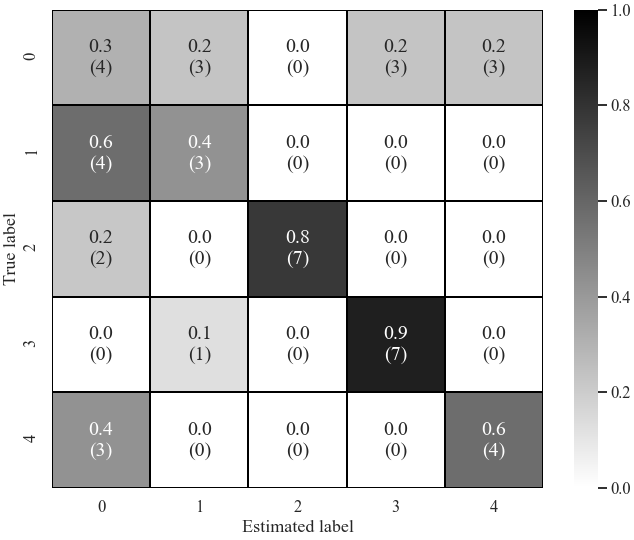 0.3 0.2 0.0 0.2 0.2
(4) (3) (0) (3) (3)
0.6 0.4 0.0 0.0 0.0
(4) (3) (0) (0) (0)
0.2 0.0 0.8 0.0 0.0
(2) (0) (7) (0) (0)
0.0 0.1 0.0 0.9 0.0
(0) (1) (0) (7) (0)
0.4 0.0 0.0 0.0 0.6
(3) (0) (0) (0) (4)
0
1
2
3
4
True label
0 1 2 3 4
Estimated label
1.0
0.8
0.6
0.4
0.2
0.0